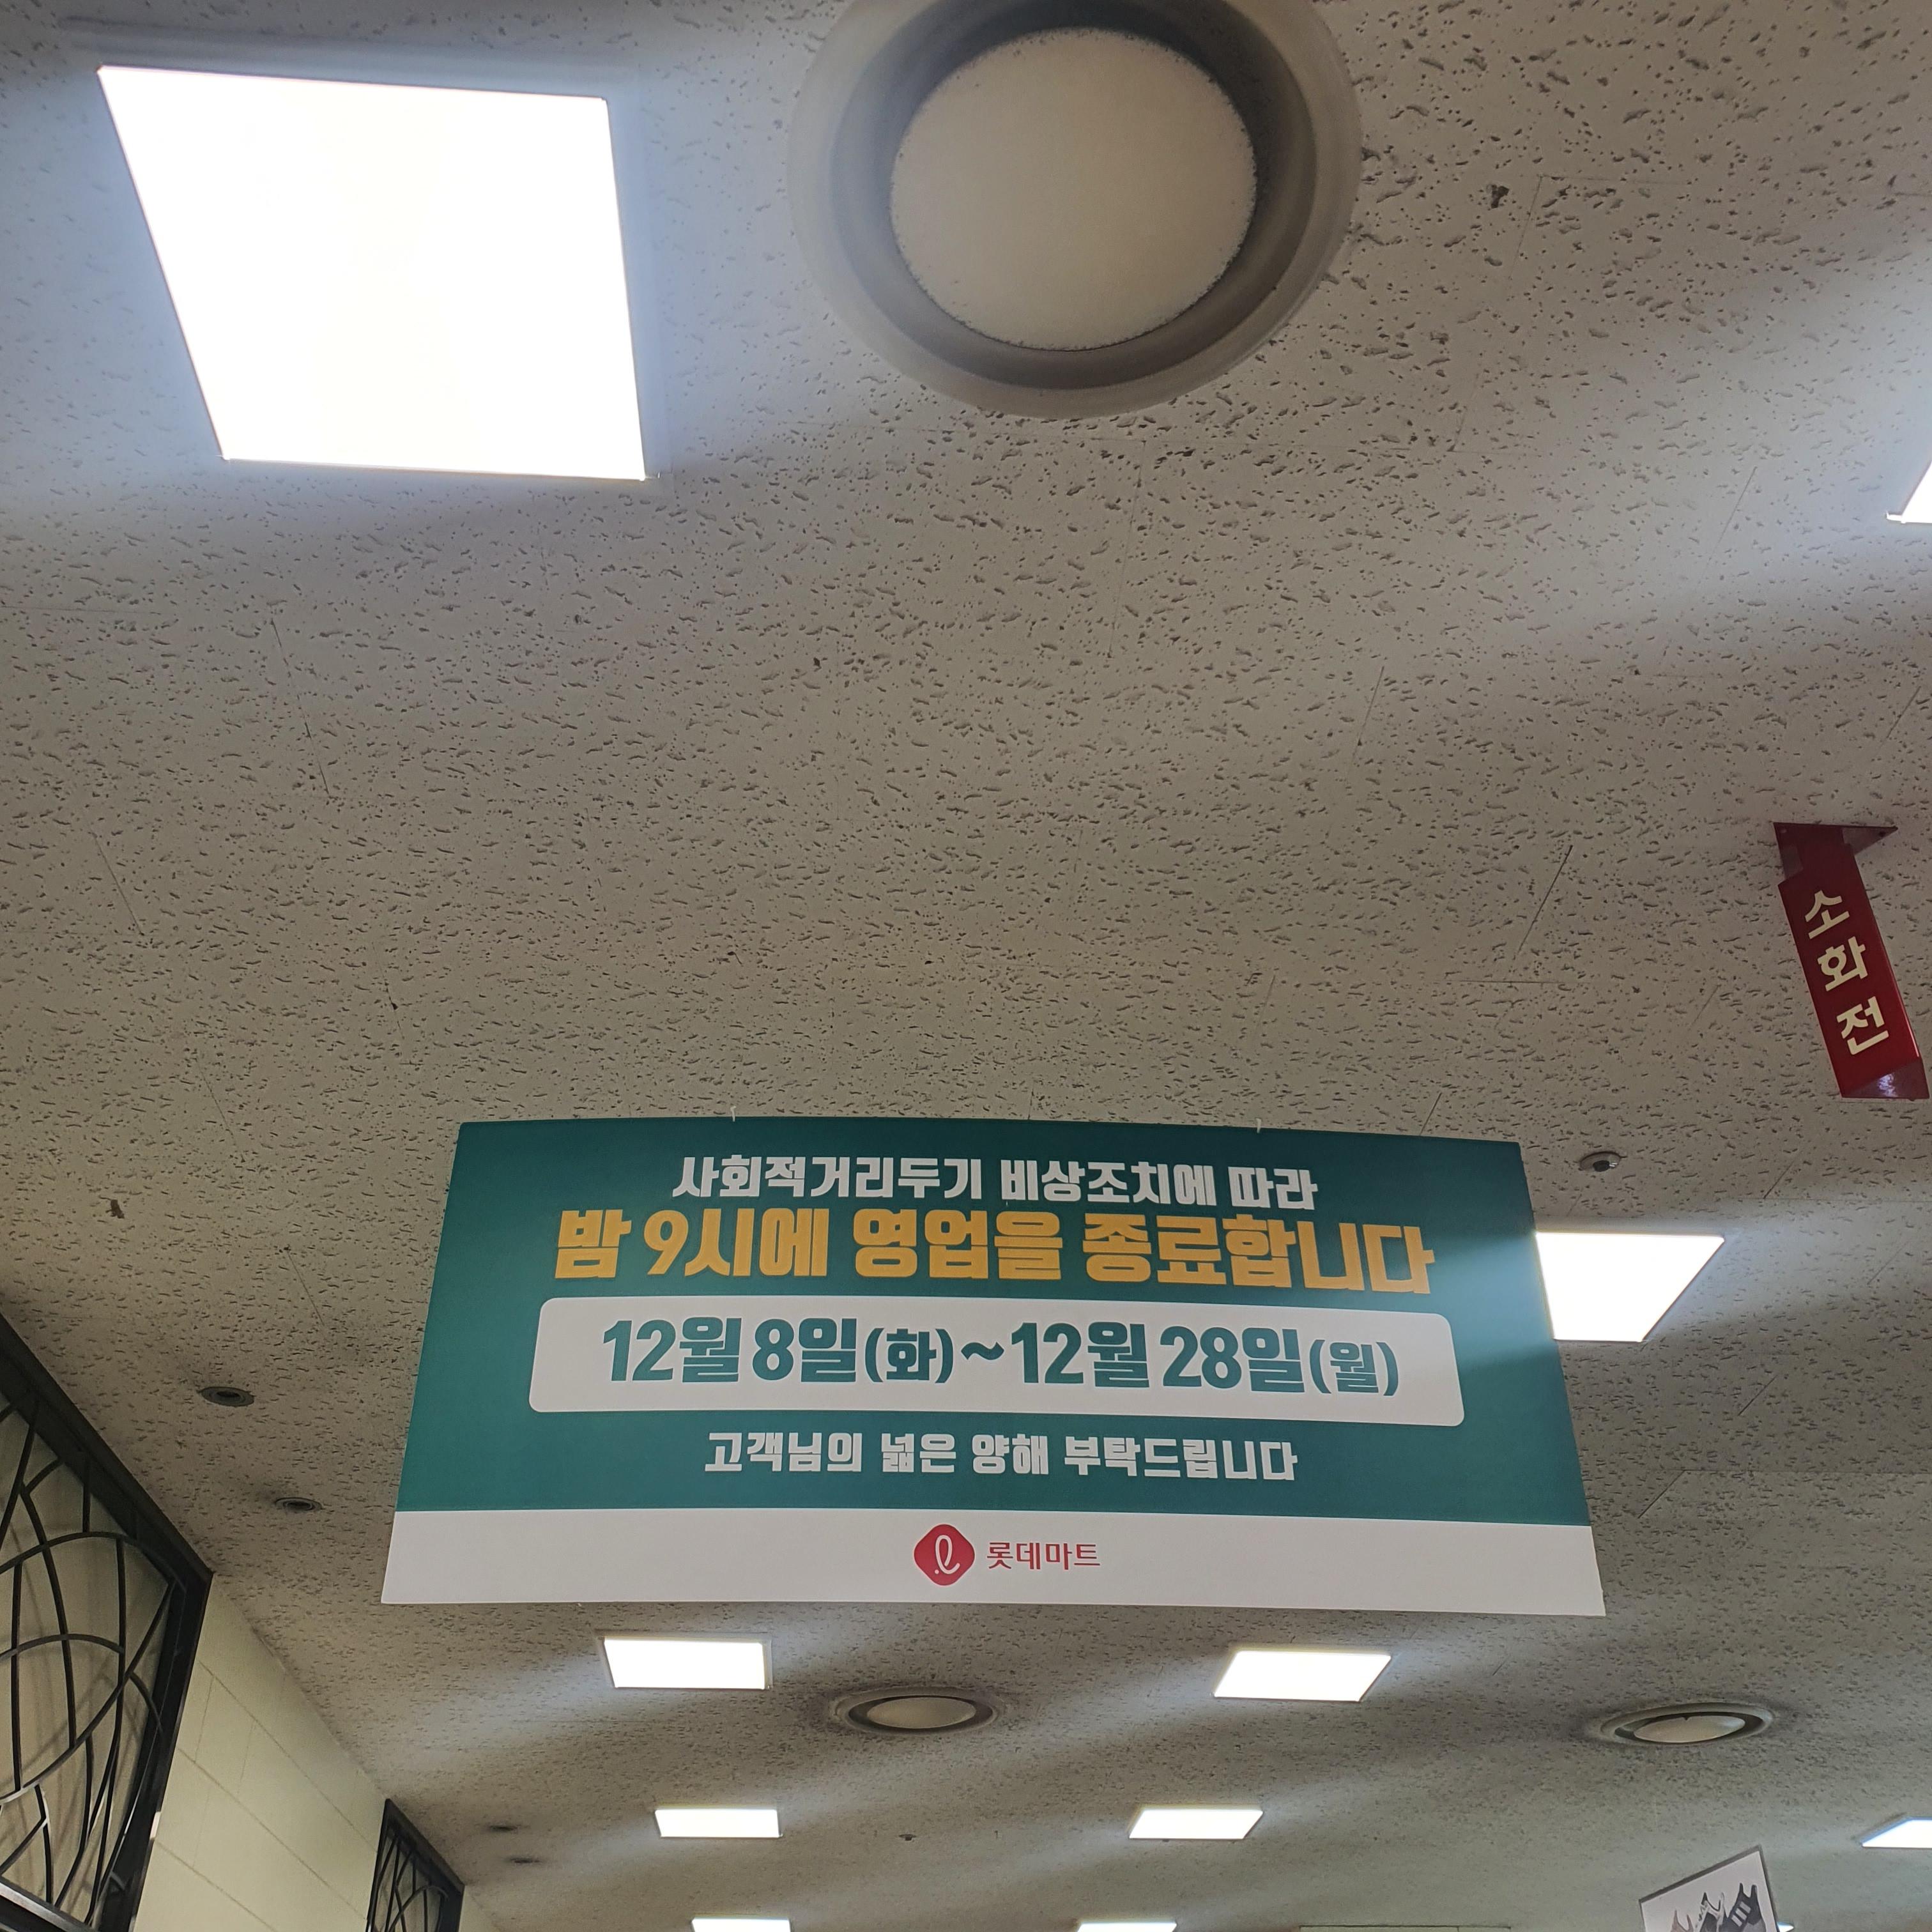 소화전
사회적거리두기 비상조치에 따라
밤 9시에 영업을 종료합니다
12월 8일(화)~12월 28일(월)
고객님의 넓은 양해 부탁드립니다
롯데마트